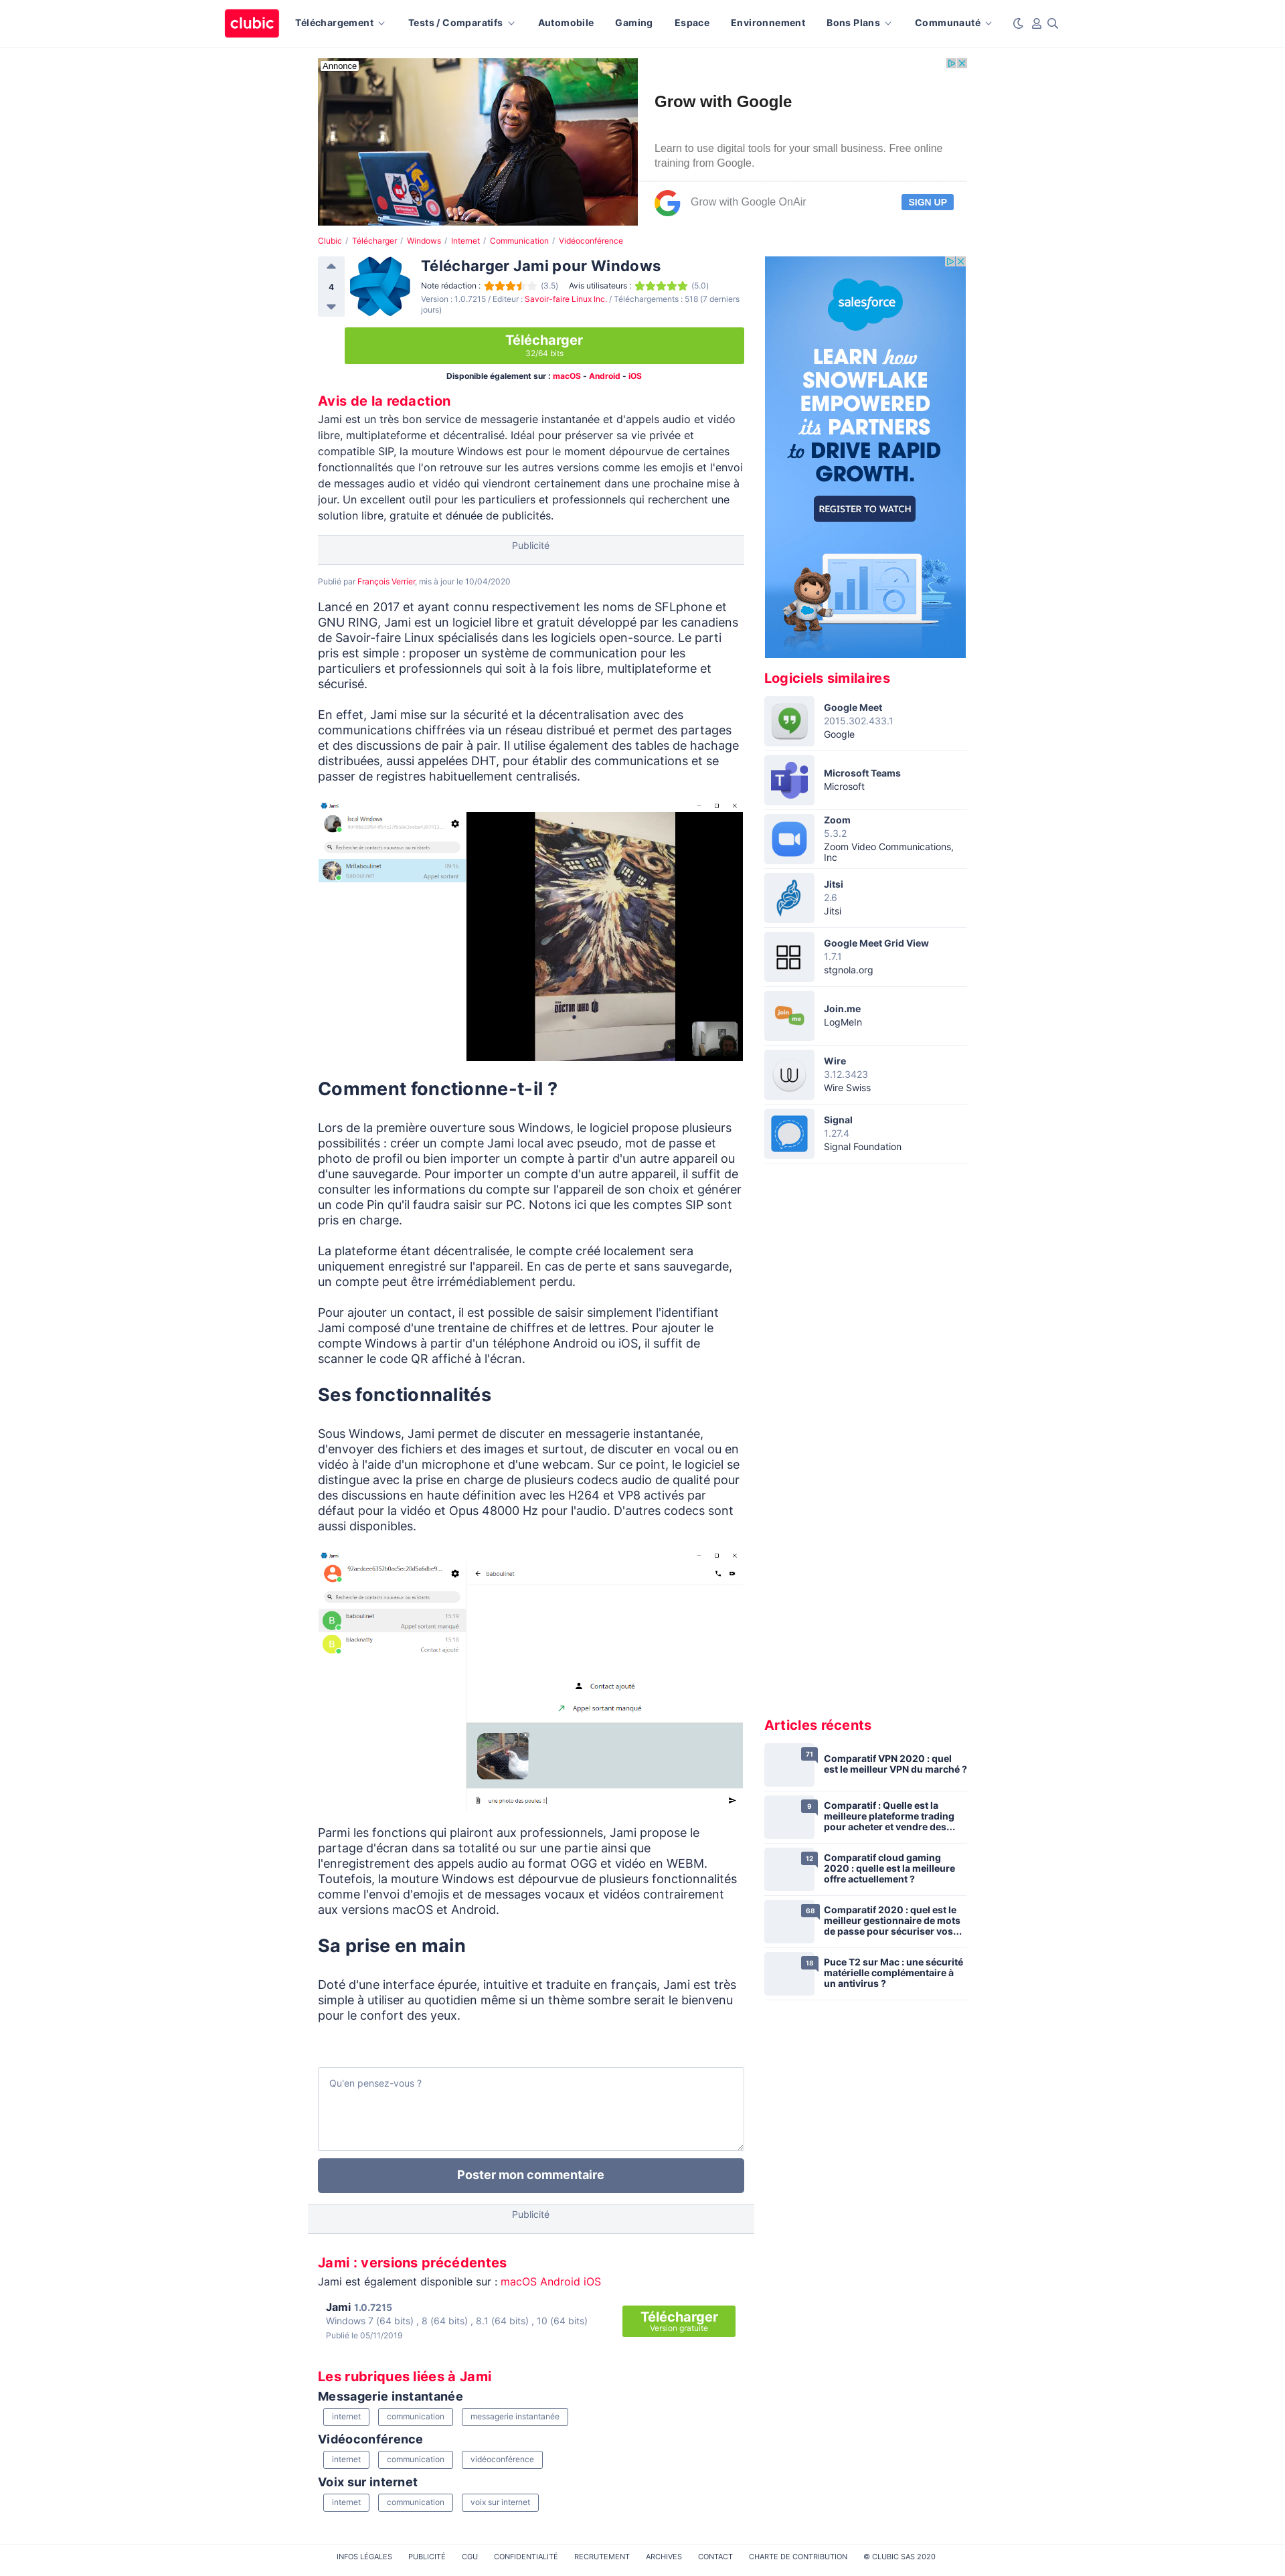 clubic
Téléchargement
Tests / Comparatifs
Automobile
Gaming
Espace
Environnement
Bons Plans
Communauté
Annonce
Grow with Google
Learn to use digital tools for your small business. Free online
training from Google.
Grow with Google OnAir
SIGN UP
Clubic / Télécharger / Windows / Internet / Communication / Vidéoconférence
4
Télécharger Jami pour Windows
Note rédaction : (3.5) Avis utilisateurs : (5.0)
Version : 1.0.7215 / Editeur : Savoir-faire Linux Inc. / Téléchargements : 518 (7 derniers
jours)
Télécharger
32/64 bits
Disponible également sur : macOS - Android - iOS
Avis de la redaction
Jami est un très bon service de messagerie instantanée et d'appels audio et vidéo
libre, multiplateforme et décentralisé. Idéal pour préserver sa vie privée et
compatible SIP, la mouture Windows est pour le moment dépourvue de certaines
fonctionnalités que l'on retrouve sur les autres versions comme les emojis et l'envoi
de messages audio et vidéo qui viendront certainement dans une prochaine mise à
jour. Un excellent outil pour les particuliers et professionnels qui recherchent une
solution libre, gratuite et dénuée de publicités.
Publicité
Publié par François Verrier, mis à jour le 10/04/2020
Lancé en 2017 et ayant connu respectivement les noms de SFLphone et
GNU RING, Jami est un logiciel libre et gratuit développé par les canadiens
de Savoir-faire Linux spécialisés dans les logiciels open-source. Le parti
pris est simple : proposer un système de communication pour les
particuliers et professionnels qui soit à la fois libre, multiplateforme et
sécurisé.
En effet, Jami mise sur la sécurité et la décentralisation avec des
communications chiffrées via un réseau distribué et permet des partages
et des discussions de pair à pair. Il utilise également des tables de hachage
distribuées, aussi appelées DHT, pour établir des communications et se
passer de registres habituellement centralisés.
Jami
local Windows
Recherche de contacts nouveaux ou existants
Mrbaboulinet 09:16
baboulinet Appel sortant
DOCTOR WHO
Comment fonctionne-t-il ?
Lors de la première ouverture sous Windows, le logiciel propose plusieurs
possibilités : créer un compte Jami local avec pseudo, mot de passe et
photo de profil ou bien importer un compte à partir d'un autre appareil ou
d'une sauvegarde. Pour importer un compte d'un autre appareil, il suffit de
consulter les informations du compte sur l'appareil de son choix et générer
un code Pin qu'il faudra saisir sur PC. Notons ici que les comptes SIP sont
pris en charge.
La plateforme étant décentralisée, le compte créé localement sera
uniquement enregistré sur l'appareil. En cas de perte et sans sauvegarde,
un compte peut être irrémédiablement perdu.
Pour ajouter un contact, il est possible de saisir simplement l'identifiant
Jami composé d'une trentaine de chiffres et de lettres. Pour ajouter le
compte Windows à partir d'un téléphone Android ou iOS, il suffit de
scanner le code QR affiché à l'écran.
Ses fonctionnalités
Sous Windows, Jami permet de discuter en messagerie instantanée,
d'envoyer des fichiers et des images et surtout, de discuter en vocal ou en
vidéo à l'aide d'un microphone et d'une webcam. Sur ce point, le logiciel se
distingue avec la prise en charge de plusieurs codecs audio de qualité pour
des discussions en haute définition avec les H264 et VP8 activés par
défaut pour la vidéo et Opus 48000 Hz pour l'audio. D'autres codecs sont
aussi disponibles.
Jami
baboulinet
Recherche de contacts nouveaux ou existants
B baboulinet 15:19
Appel sortant manqué
B blacknally 15:18
Contact ajouté
Contact ajouté
Appel sortant manqué
une photo des poules !
Parmi les fonctions qui plairont aux professionnels, Jami propose le
partage d'écran dans sa totalité ou sur une partie ainsi que
l'enregistrement des appels audio au format OGG et vidéo en WEBM.
Toutefois, la mouture Windows est dépourvue de plusieurs fonctionnalités
comme l'envoi d'emojis et de messages vocaux et vidéos contrairement
aux versions macOS et Android.
Sa prise en main
Doté d'une interface épurée, intuitive et traduite en français, Jami est très
simple à utiliser au quotidien même si un thème sombre serait le bienvenu
pour le confort des yeux.
Qu'en pensez-vous ?
Poster mon commentaire
Publicité
Jami : versions précédentes
Jami est également disponible sur : macOS Android iOS
Jami 1.0.7215
Windows 7 (64 bits) , 8 (64 bits) , 8.1 (64 bits) , 10 (64 bits)
Publié le 05/11/2019
Télécharger
Version gratuite
Les rubriques liées à Jami
Messagerie instantanée
internet communication messagerie instantanée
Vidéoconférence
internet communication vidéoconférence
Voix sur internet
internet communication voix sur internet
salesforce
LEARN how
SNOWFLAKE
EMPOWERED
its PARTNERS
to DRIVE RAPID
GROWTH.
REGISTER TO WATCH
Logiciels similaires
Google Meet
2015.302.433.1
Google
Microsoft Teams
Microsoft
Zoom
5.3.2
Zoom Video Communications,
Inc
Jitsi
2.6
Jitsi
Google Meet Grid View
1.7.1
stgnola.org
join me
Join.me
LogMeIn
Wire
3.12.3423
Wire Swiss
Signal
1.27.4
Signal Foundation
Articles récents
71
Comparatif VPN 2020 : quel
est le meilleur VPN du marché ?
9
Comparatif : Quelle est la
meilleure plateforme trading
pour acheter et vendre des...
12
Comparatif cloud gaming
2020 : quelle est la meilleure
offre actuellement ?
68
Comparatif 2020 : quel est le
meilleur gestionnaire de mots
de passe pour sécuriser vos...
18
Puce T2 sur Mac : une sécurité
matérielle complémentaire à
un antivirus ?
INFOS LÉGALES PUBLICITÉ CGU CONFIDENTIALITÉ RECRUTEMENT ARCHIVES CONTACT CHARTE DE CONTRIBUTION © CLUBIC SAS 2020